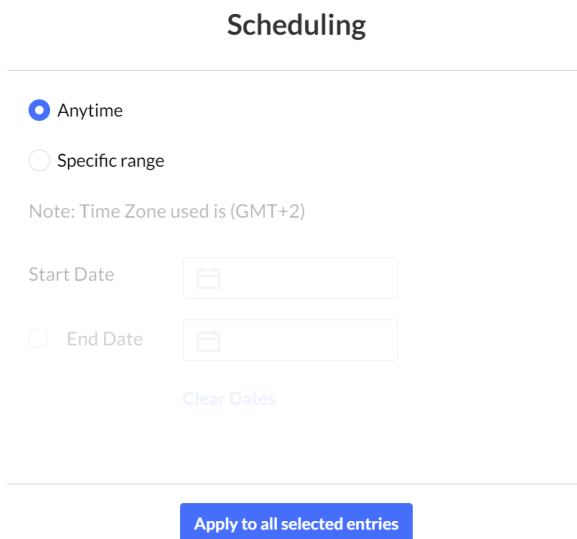 Scheduling
Anytime
Specific range
Note: Time Zone used is (GMT+2)
Start Date
End Date
Clear Dates
Apply to all selected entries